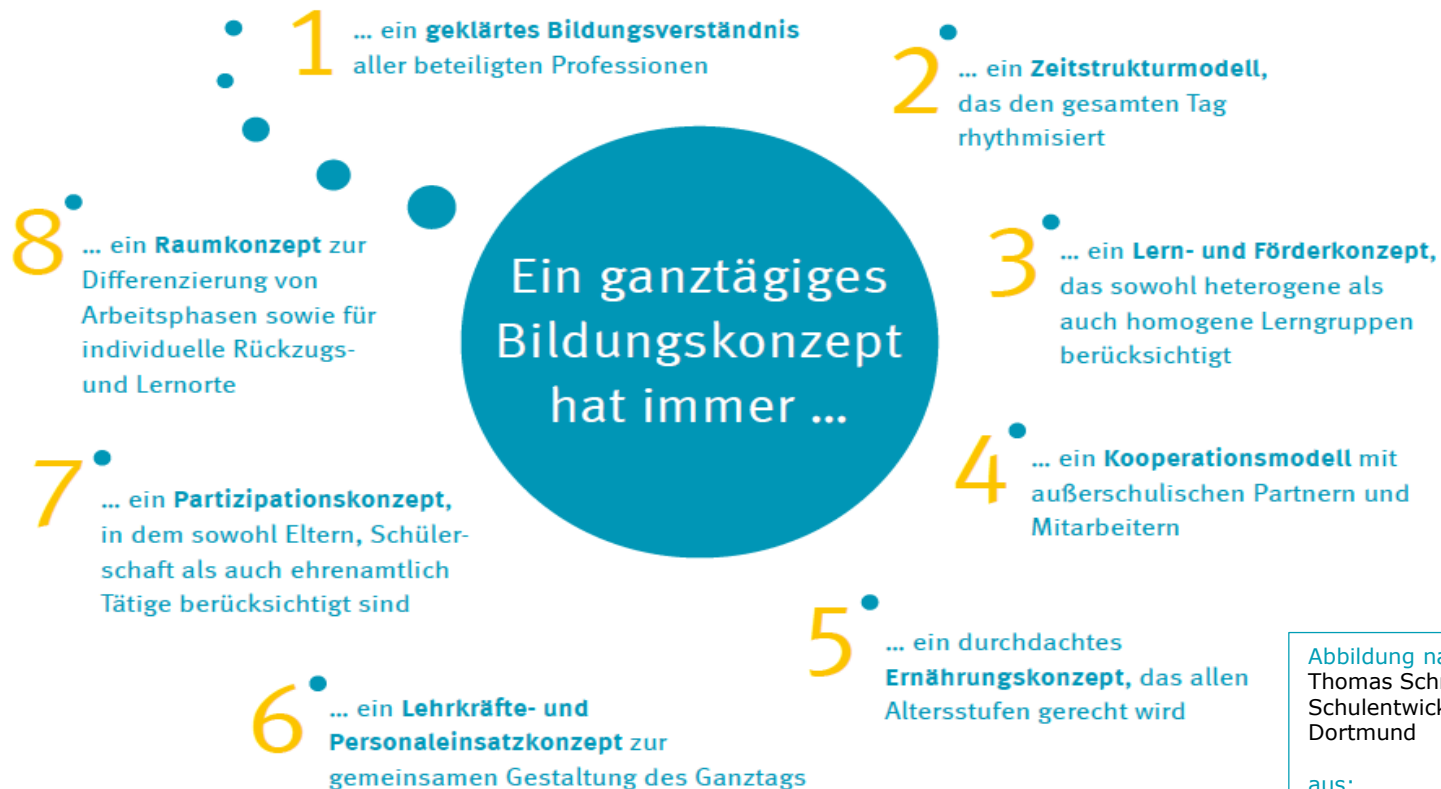 Ein ganztägiges
Bildungskonzept
hat immer ...
1
... ein geklärtes Bildungsverständnis
aller beteiligten Professionen
2
... ein Zeitstrukturmodell,
das den gesamten Tag
rhythmisiert
3
... ein Lern- und Förderkonzept,
das sowohl heterogene als
auch homogene Lerngruppen
berücksichtigt
4
... ein Kooperationsmodell mit
außerschulischen Partnern und
Mitarbeitern
5
... ein durchdachtes
Ernährungskonzept, das allen
Altersstufen gerecht wird
6
... ein Lehrkräfte- und
Personaleinsatzkonzept zur
gemeinsamen Gestaltung des Ganztags
7
... ein Partizipationskonzept,
in dem sowohl Eltern, Schüler-
schaft als auch ehrenamtlich
Tätige berücksichtigt sind
8
... ein Raumkonzept zur
Differenzierung von
Arbeitsphasen sowie für
individuelle Rückzugs-
und Lernorte
Abbildung
Thomas
Dortmund
aus: